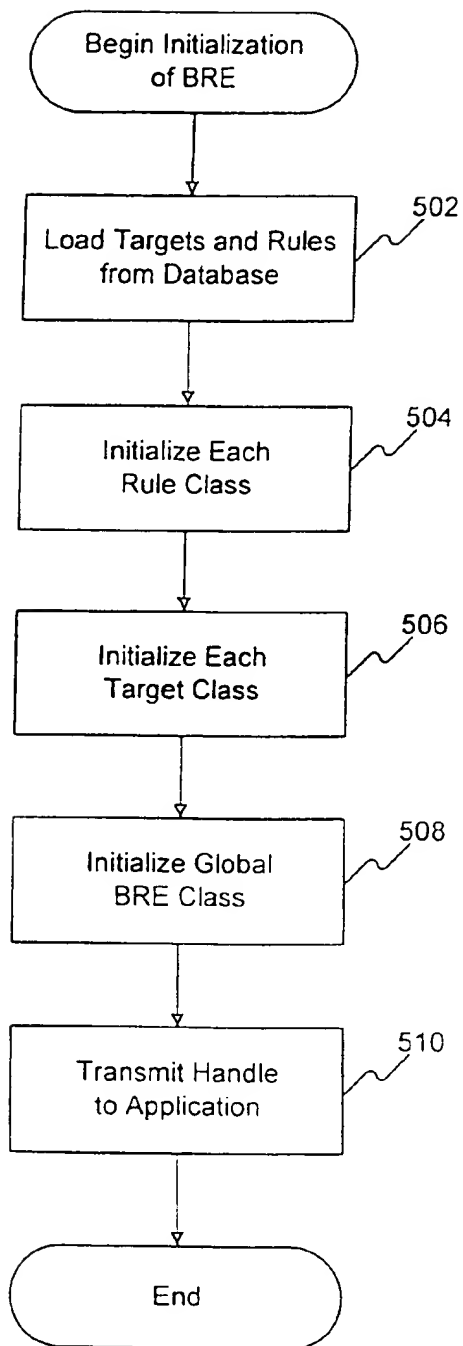 Begin Initialization
of BRE
502
Load Targets and Rules
from Database
504
Initialize Each
Rule Class
506
Initialize Each
Target Class
508
Initialize Global
BRE Class
510
Transmit Handle
to Application
End